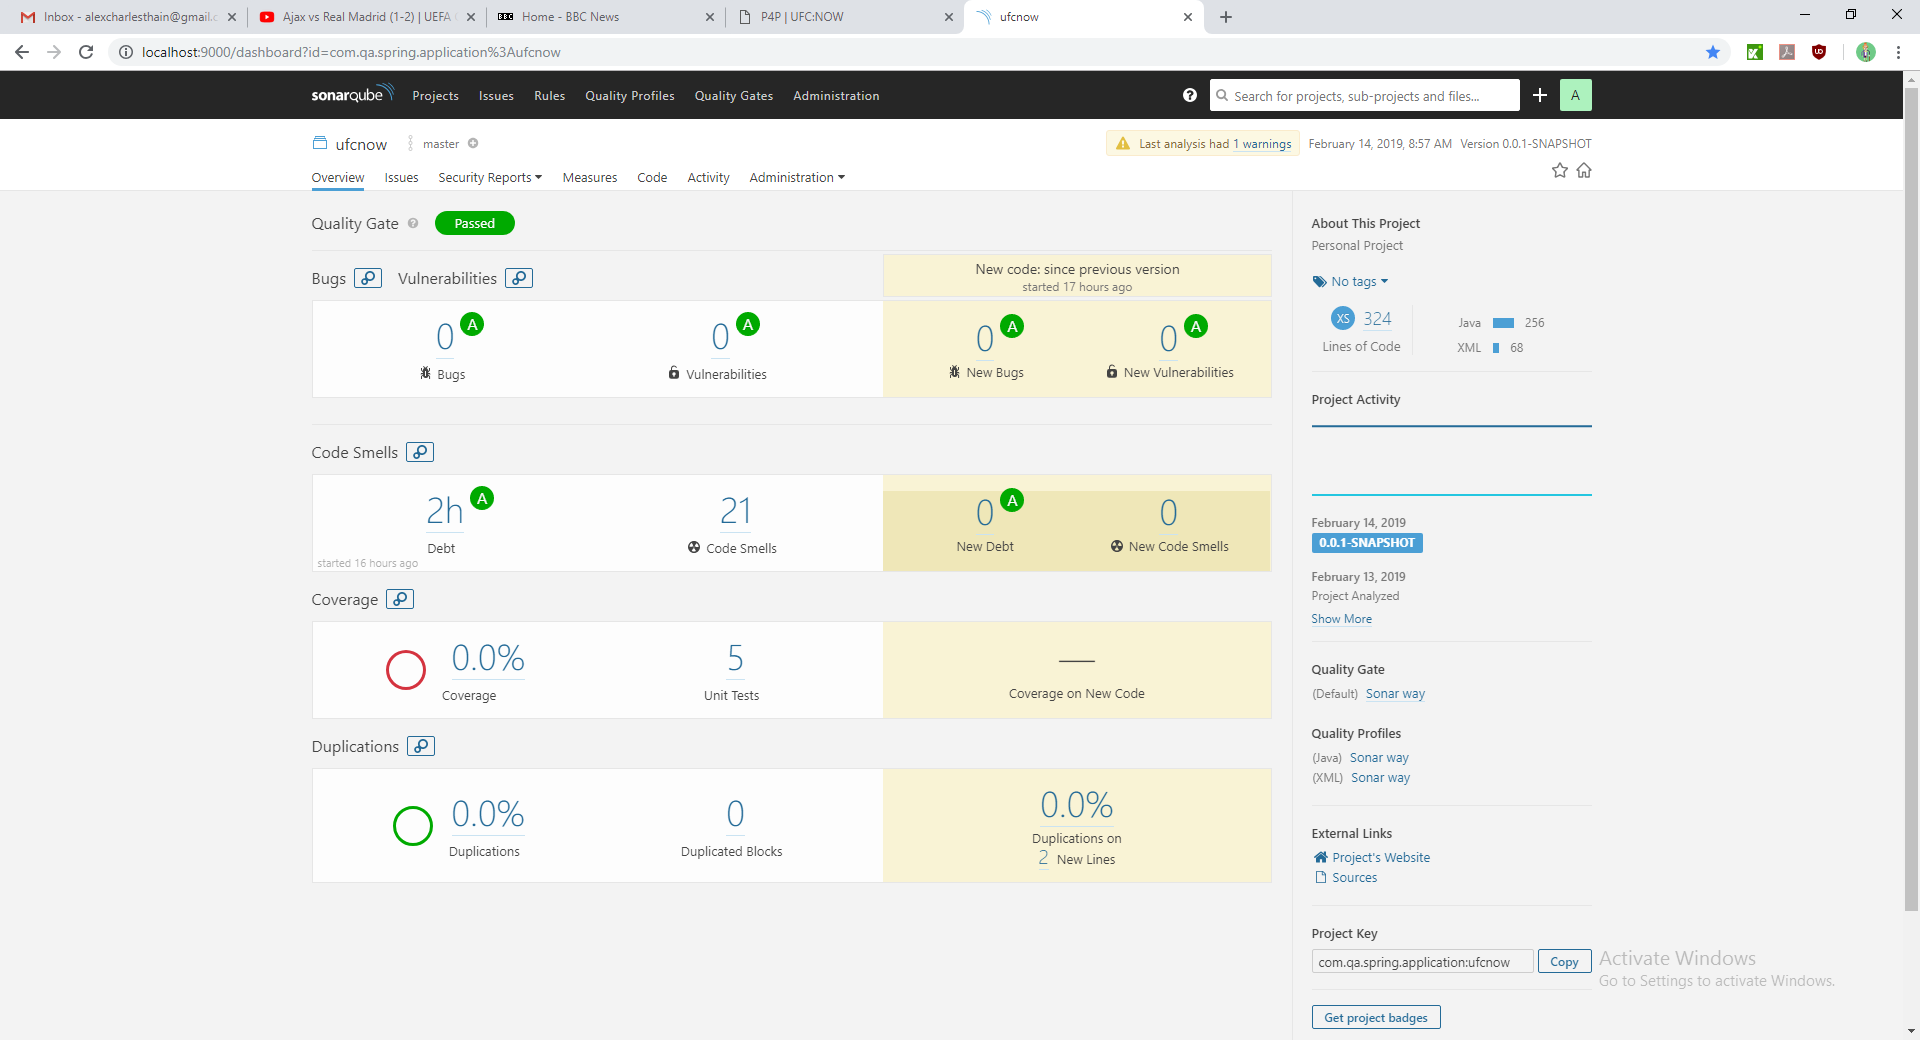 Inbox - alexcharlesthain@gmail.c
Ajax vs Real Madrid (1-2) | UEFA
Home - BBC News
P4P | UFC:NOW
ufcnow
localhost:9000/dashboard?id=com.qa.spring.application%3Aufcnow
sonarqube Projects Issues Rules Quality Profiles Quality Gates Administration
Search for projects, sub-projects and files...
A
ufcnow master
Last analysis had 1 warnings February 14, 2019, 8:57 AM Version 0.0.1-SNAPSHOT
Overview Issues Security Reports Measures Code Activity Administration
Quality Gate ? Passed
Bugs Vulnerabilities
New code: since previous version
started 17 hours ago
0 A 0 A 0 A 0 A
Bugs Vulnerabilities New Bugs New Vulnerabilities
Code Smells
2h A 21 0 A 0
Debt Code Smells New Debt New Code Smells
started 16 hours ago
Coverage
0.0% 5 —
Coverage Unit Tests Coverage on New Code
Duplications
0.0% 0 0.0%
Duplications Duplicated Blocks Duplications on
2 New Lines
About This Project
Personal Project
No tags
XS 324
Lines of Code
Java 256
XML 68
Project Activity
February 14, 2019
0.0.1-SNAPSHOT
February 13, 2019
Project Analyzed
Show More
Quality Gate
(Default) Sonar way
Quality Profiles
(Java) Sonar way
(XML) Sonar way
External Links
Project's Website
Sources
Project Key
com.qa.spring.application:ufcnow Copy
Get project badges
Activate Windows
Go to Settings to activate Windows.